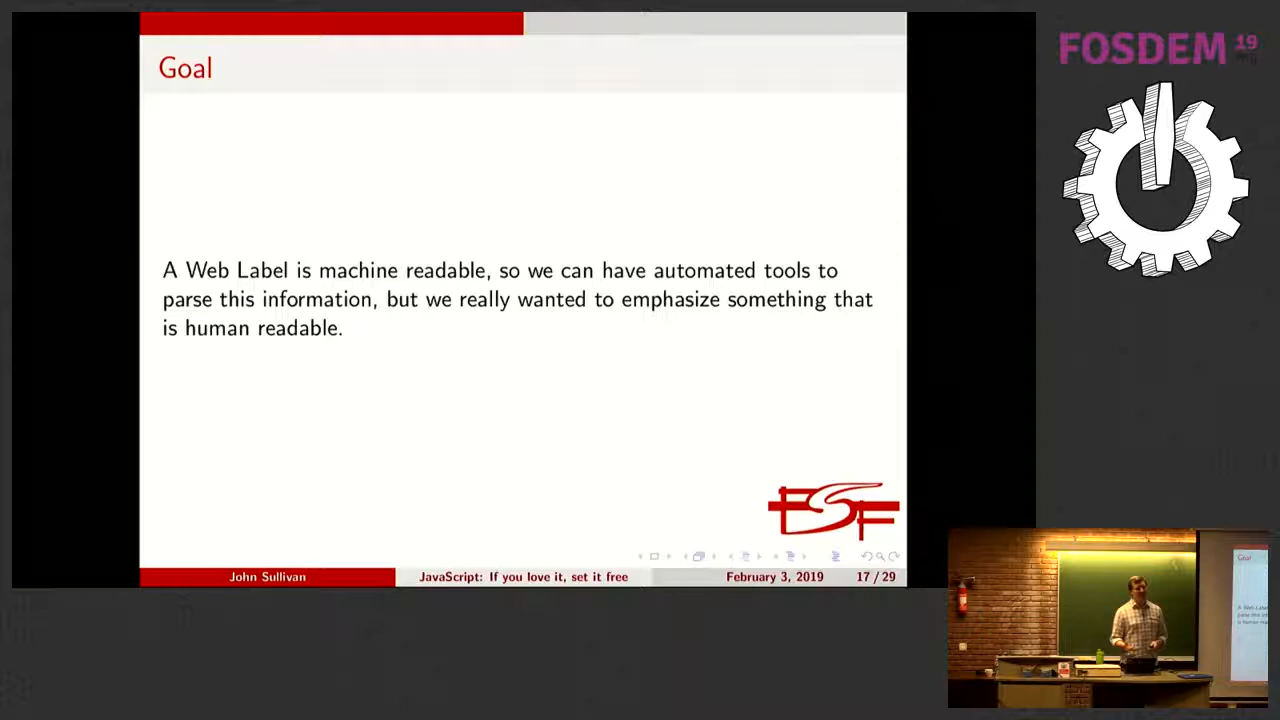 Goal
A Web Label is machine readable, so we can have automated tools to
parse this information, but we really wanted to emphasize something that
is human readable.
FSF
John Sullivan
JavaScript: If you love it, set it free
February 3, 2019
17 / 29
FOSDEM 19
Goal